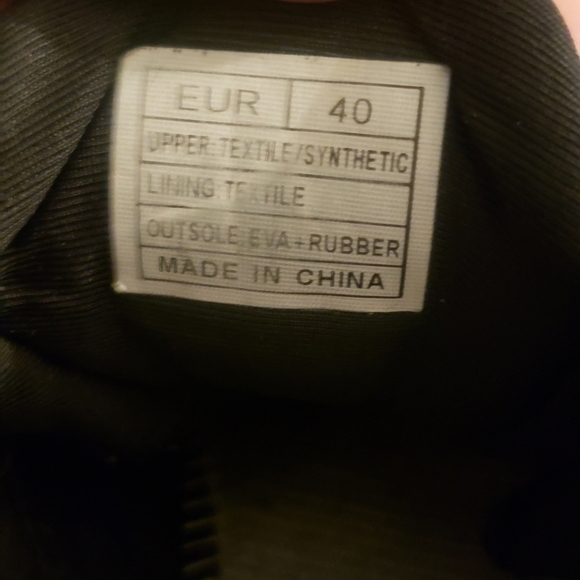 EUR 40
UPPER:TEXTILE/SYNTHETIC
LINING:TEXTILE
OUTSOLE:EVA+RUBBER
MADE IN CHINA